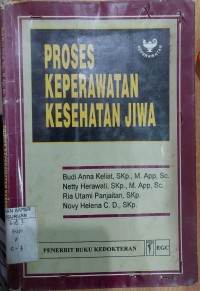 PROSES
KEPERAWATAN
KESEHATAN JIWA
Budi Anna Keliat, SKp., M. App, Sc.
Netty Herawati, SKp., M. App, Sc.
Ria Utami Panjaitan, SKp.
Novy Helena C. D., SKp.
PENERBIT BUKU KEDOKTERAN EGC